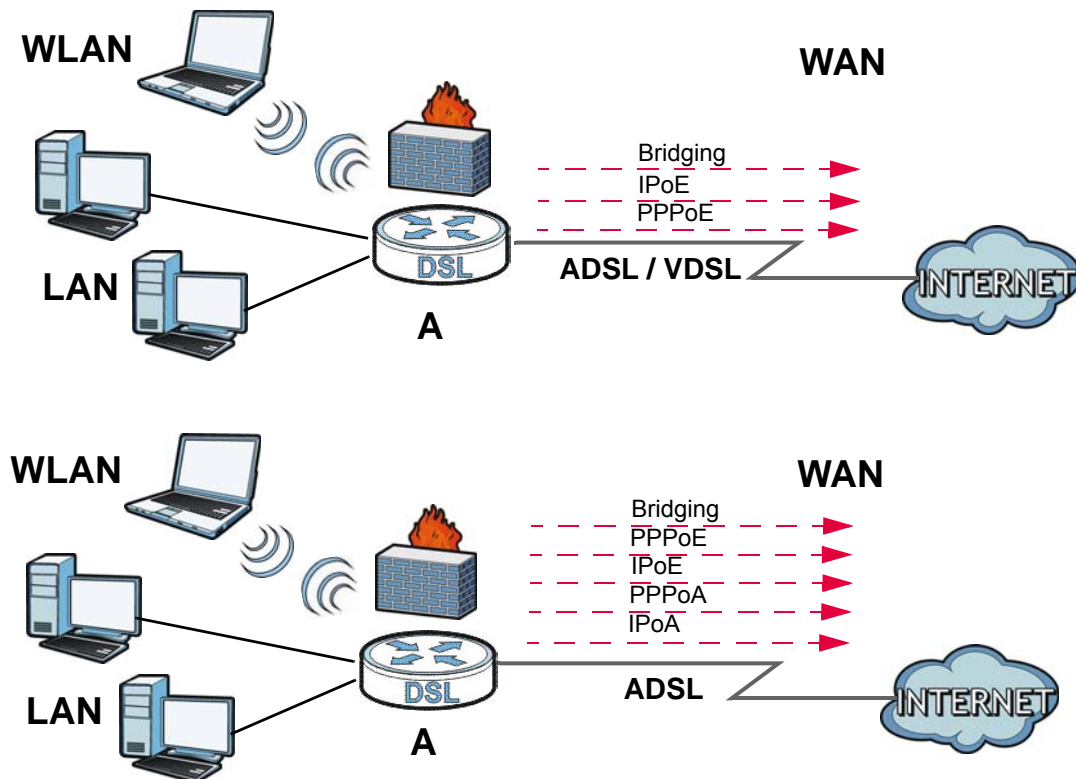 WLAN
WAN
Bridging
IPoE
PPPoE
DSL
ADSL / VDSL
INTERNET
LAN
A
WLAN
WAN
Bridging
PPPoE
IPoE
PPPoA
IPoA
DSL
ADSL
INTERNET
LAN
A